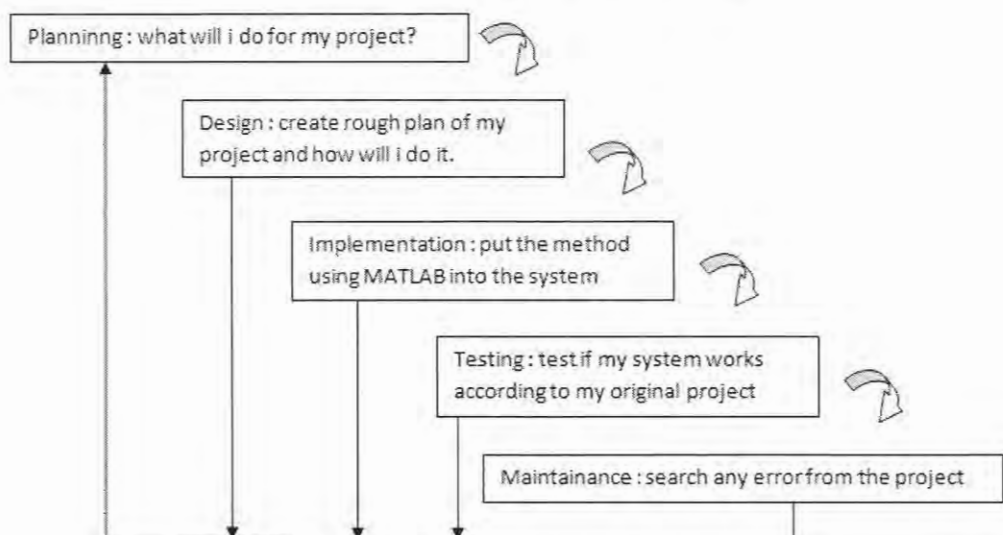 Planninng : what will i do for my project?
Design : create rough plan of my
project and how will i do it.
Implementation : put the method
using MATLAB into the system
Testing : test if my system works
according to my original project
Maintainance : search any error from the project